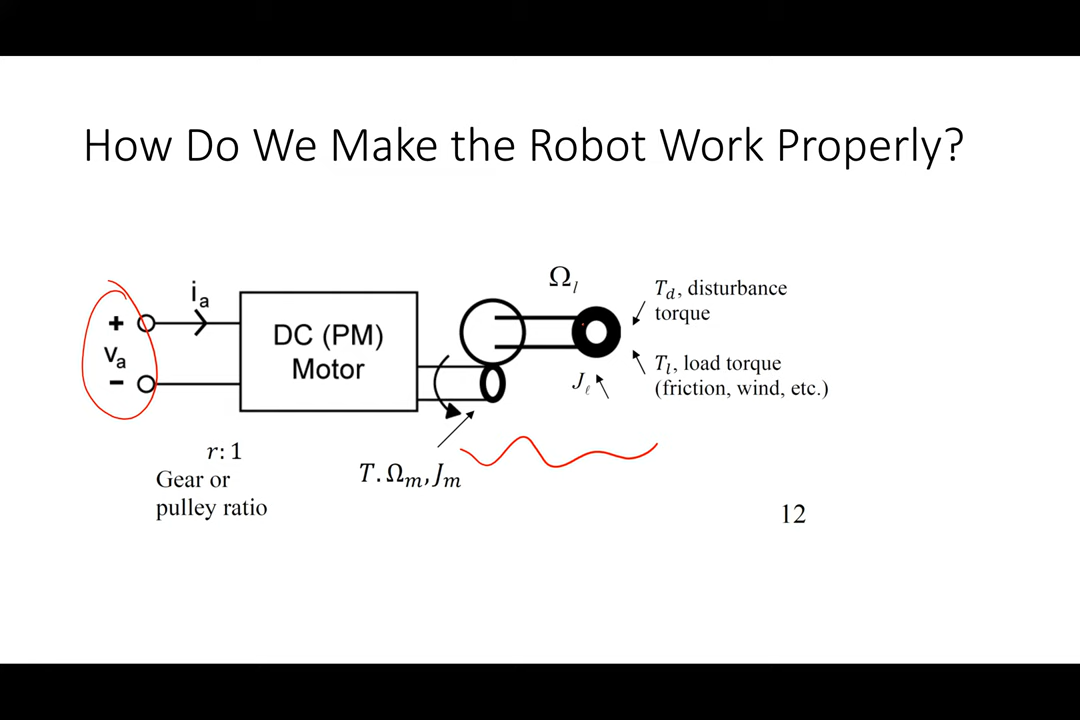 How Do We Make the Robot Work Properly?
i_a
+
V_a
−
DC (PM)
Motor
Ω_l
T_d, disturbance
torque
T_l, load torque
(friction, wind, etc.)
J_ℓ
r: 1
Gear or
pulley ratio
T. Ω_m, J_m
12